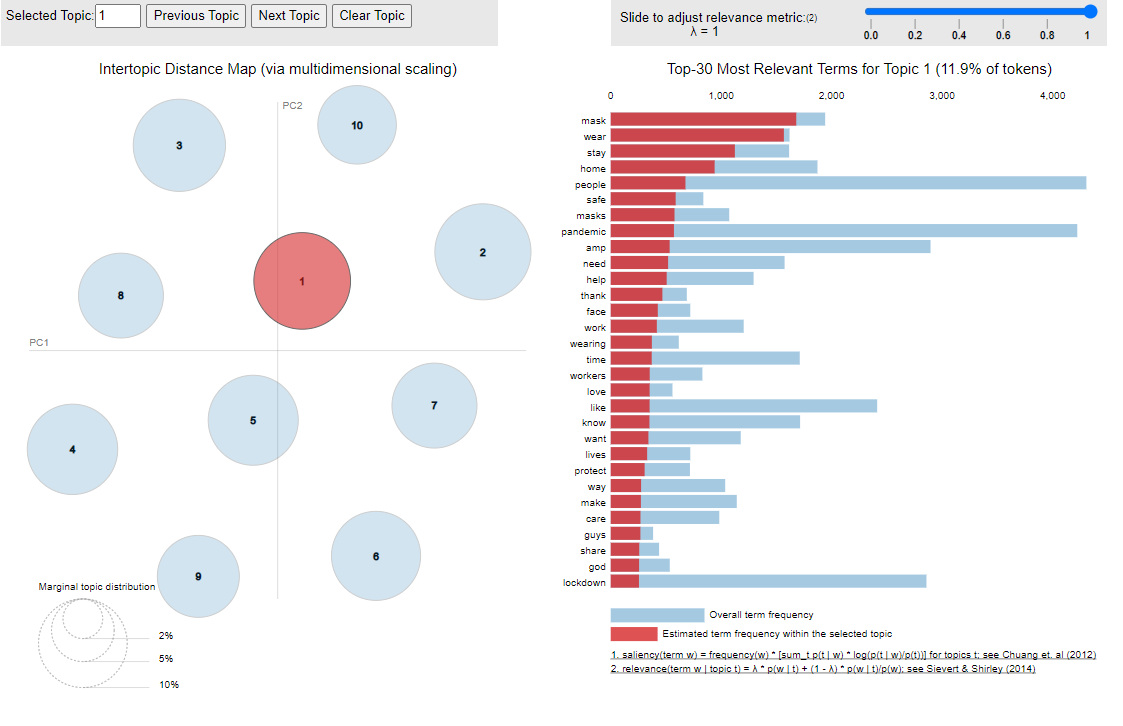 Selected Topic: 1 Previous Topic Next Topic Clear Topic
Slide to adjust relevance metric:(2)
λ = 1
0.0 0.2 0.4 0.6 0.8 1
Intertopic Distance Map (via multidimensional scaling)
PC2
PC1
3
10
2
1
8
5
7
4
6
9
Marginal topic distribution
2%
5%
10%
Top-30 Most Relevant Terms for Topic 1 (11.9% of tokens)
0 1,000 2,000 3,000 4,000
mask
wear
stay
home
people
safe
masks
pandemic
amp
need
help
thank
face
work
wearing
time
workers
love
like
know
want
lives
protect
way
make
care
guys
share
god
lockdown
Overall term frequency
Estimated term frequency within the selected topic
1. saliency(term w) = frequency(w) * [sum_t p(t | w) * log(p(t | w)/p(t))] for topics t; see Chuang et. al (2012)
2. relevance(term w | topic t) = λ * p(w | t) + (1 - λ) * p(w | t)/p(w); see Sievert & Shirley (2014)